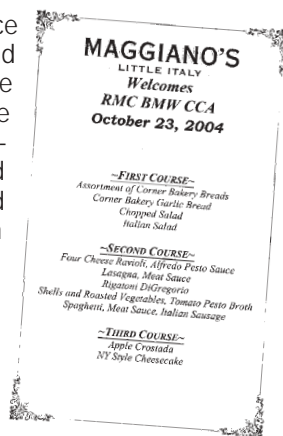 ce
d
e
e
-
d
d
MAGGIANO'S
LITTLE ITALY
Welcomes
RMC BMW CCA
October 23, 2004
~FIRST COURSE~
Assortment of Corner Bakery Breads
Corner Bakery Garlic Bread
Chopped Salad
Italian Salad
~SECOND COURSE~
Four Cheese Ravioli, Alfredo Pesto Sauce
Lasagna, Meat Sauce
Rigatoni DiGregorio
Shells and Roasted Vegetables, Tomato Pesto Broth
Spaghetti, Meat Sauce, Italian Sausage
~THIRD COURSE~
Apple Crostada
NY Style Cheesecake